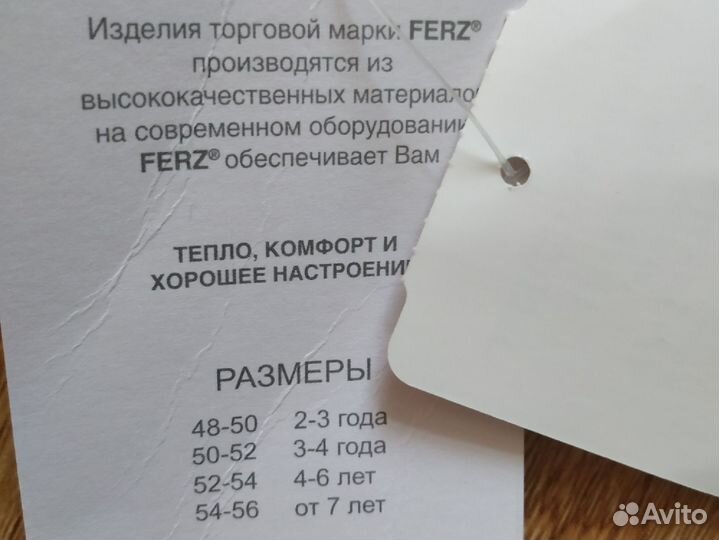 Изделия торговой марки FERZ®
производятся из
высококачественных материало
на современном оборудовании
FERZ® обеспечивает Вам
ТЕПЛО, КОМФОРТ И
ХОРОШЕЕ НАСТРОЕНИ
РАЗМЕРЫ
48-50 2-3 года
50-52 3-4 года
52-54 4-6 лет
54-56 от 7 лет
Avito